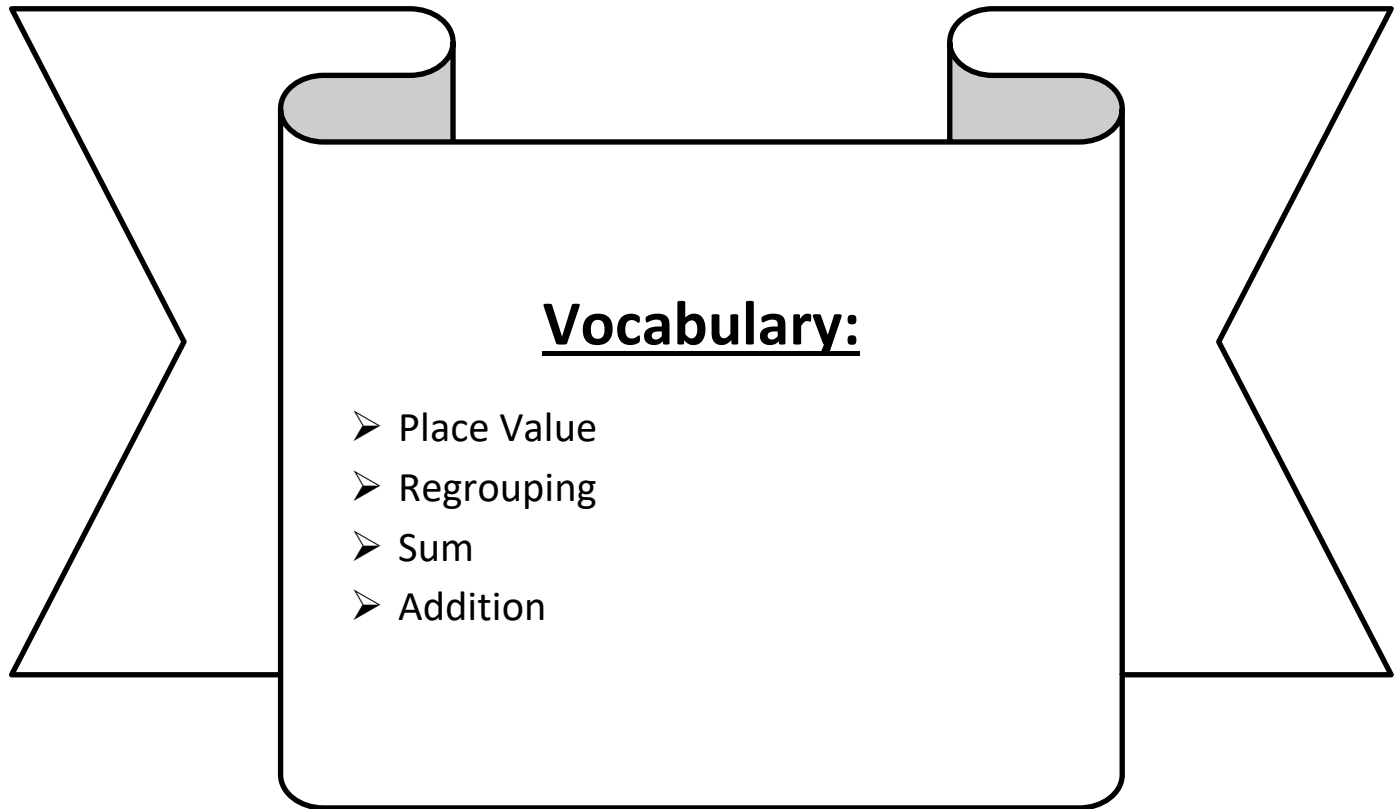 Vocabulary:
➢ Place Value
➢ Regrouping
➢ Sum
➢ Addition